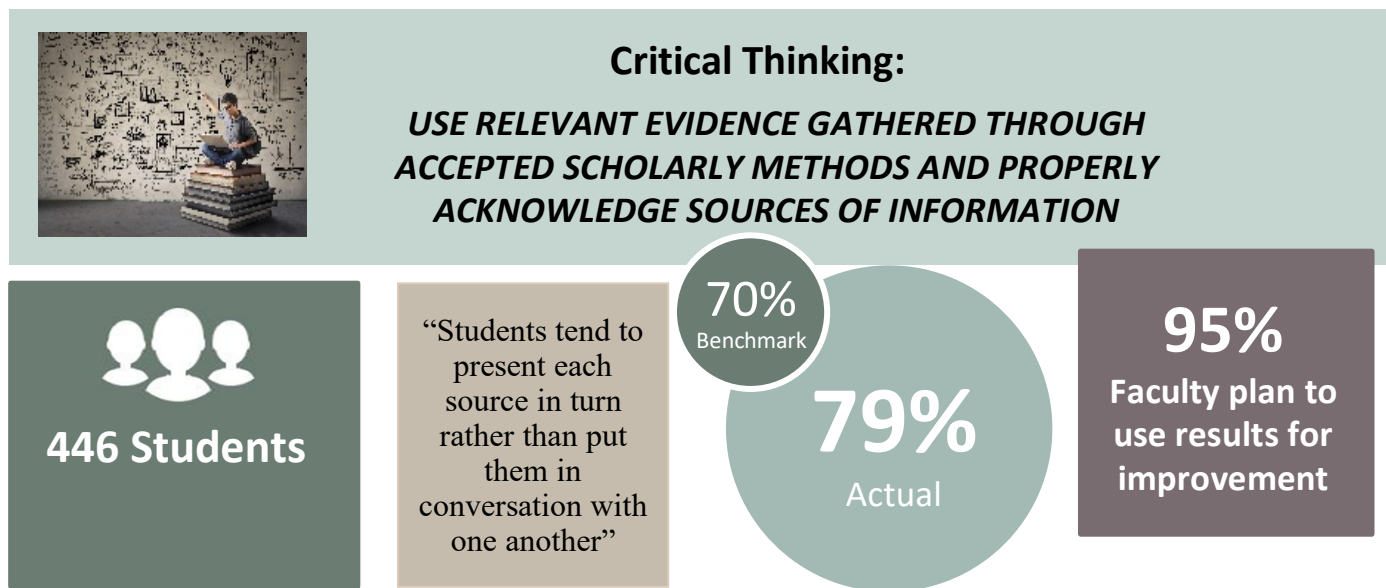 Critical Thinking:
USE RELEVANT EVIDENCE GATHERED THROUGH
ACCEPTED SCHOLARLY METHODS AND PROPERLY
ACKNOWLEDGE SOURCES OF INFORMATION
446 Students
“Students tend to
present each
source in turn
rather than put
them in
conversation with
one another”
70%
Benchmark
79%
Actual
95%
Faculty plan to
use results for
improvement